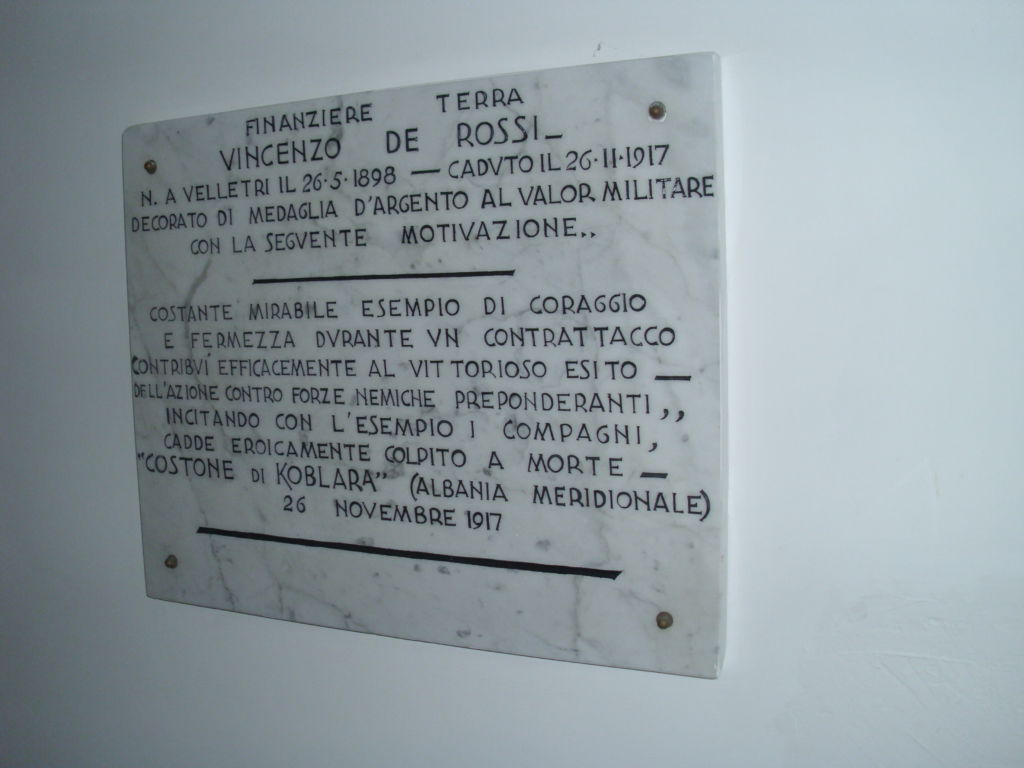 FINANZIERE TERRA
VINCENZO DE ROSSI_
N. A VELLETRI IL 26·5·1898 — CADVTO IL 26·11·1917
DECORATO DI MEDAGLIA D'ARGENTO AL VALOR MILITARE
CON LA SEGVENTE MOTIVAZIONE..
COSTANTE MIRABILE ESEMPIO DI CORAGGIO
E FERMEZZA DVRANTE VN CONTRATTACCO
CONTRIBVÍ EFFICACEMENTE AL VITTORIOSO ESITO —
DELL'AZIONE CONTRO FORZE NEMICHE PREPONDERANTI,,
INCITANDO CON L'ESEMPIO I COMPAGNI,
CADDE EROICAMENTE COLPITO A MORTE —
"COSTONE DI KOBLARA" (ALBANIA MERIDIONALE)
26 NOVEMBRE 1917